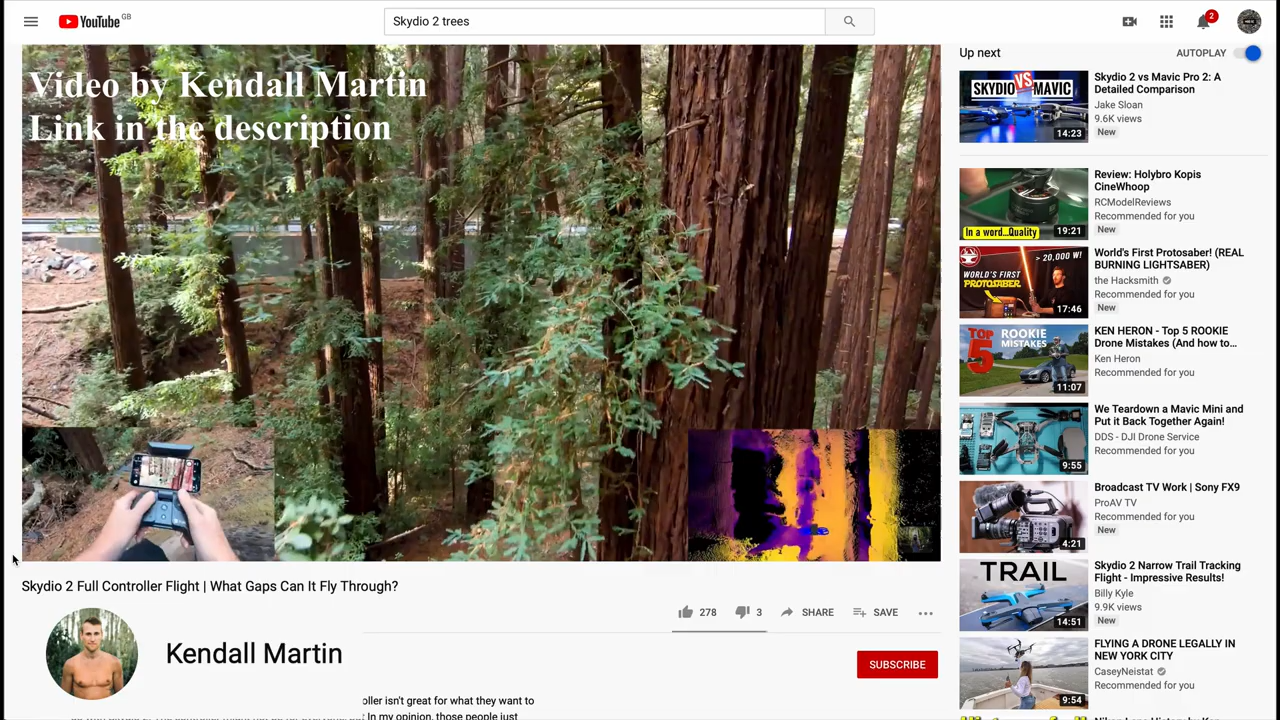 YouTube GB
Skydio 2 trees
2
Video by Kendall Martin
Link in the description
Skydio 2 Full Controller Flight | What Gaps Can It Fly Through?
278
3
SHARE
SAVE
Kendall Martin
SUBSCRIBE
oller isn't great for what they want to
In my opinion, those people just
Up next
AUTOPLAY
SKYDIO VS MAVIC
14:23
Skydio 2 vs Mavic Pro 2: A
Detailed Comparison
Jake Sloan
9.6K views
New
In a word...Quality
19:21
Review: Holybro Kopis
CineWhoop
RCModelReviews
Recommended for you
New
> 20,000 W!
WORLD'S FIRST
PROTOSABER
17:46
World's First Protosaber! (REAL
BURNING LIGHTSABER)
the Hacksmith
Recommended for you
New
TOP 5 ROOKIE
MISTAKES
11:07
KEN HERON - Top 5 ROOKIE
Drone Mistakes (And how to…
Ken Heron
Recommended for you
9:55
We Teardown a Mavic Mini and
Put it Back Together Again!
DDS - DJI Drone Service
Recommended for you
4:21
Broadcast TV Work | Sony FX9
ProAV TV
Recommended for you
New
TRAIL
14:51
Skydio 2 Narrow Trail Tracking
Flight - Impressive Results!
Billy Kyle
9.9K views
New
9:54
FLYING A DRONE LEGALLY IN
NEW YORK CITY
CaseyNeistat
Recommended for you